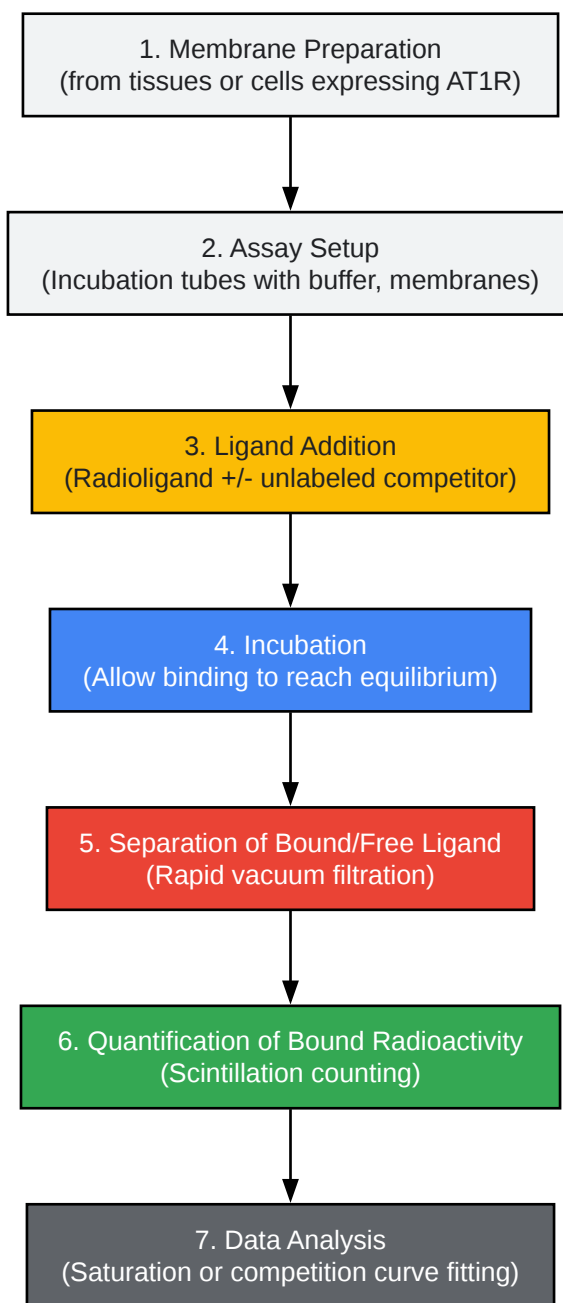 1. Membrane Preparation
(from tissues or cells expressing AT1R)
2. Assay Setup
(Incubation tubes with buffer, membranes)
3. Ligand Addition
(Radioligand +/- unlabeled competitor)
4. Incubation
(Allow binding to reach equilibrium)
5. Separation of Bound/Free Ligand
(Rapid vacuum filtration)
6. Quantification of Bound Radioactivity
(Scintillation counting)
7. Data Analysis
(Saturation or competition curve fitting)